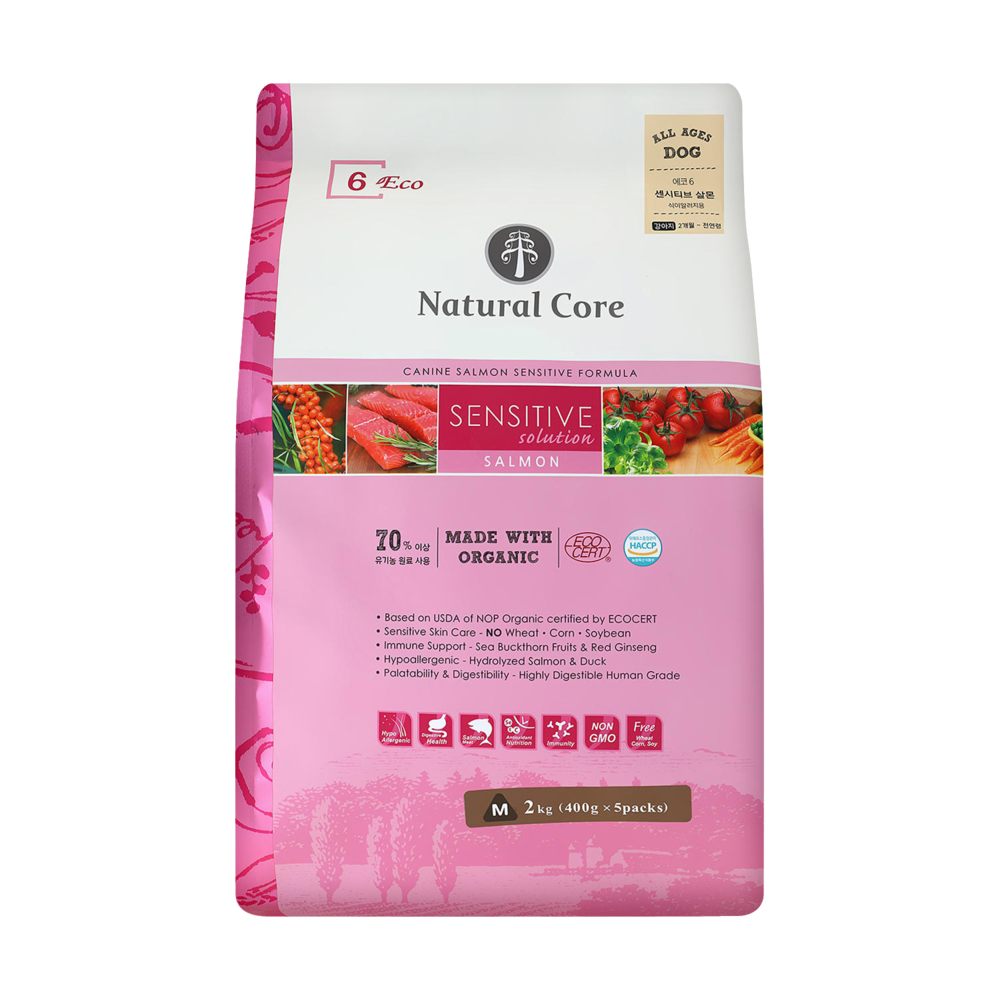 ALL AGES
DOG
에코 6
센시티브 살몬
식이알러지용
강아지 2개월 - 전연령
6 Eco
Natural Core
CANINE SALMON SENSITIVE FORMULA
SENSITIVE
solution
SALMON
70% 이상
유기농 원료 사용
MADE WITH
ORGANIC
ECO
CERT®
HACCP
• Based on USDA of NOP Organic certified by ECOCERT
• Sensitive Skin Care - NO Wheat • Corn • Soybean
• Immune Support - Sea Buckthorn Fruits & Red Ginseng
• Hypoallergenic - Hydrolyzed Salmon & Duck
• Palatability & Digestibility - Highly Digestible Human Grade
Hypo
Allergenic
Digestive
Health
Salmon
Meat
Antioxidant
Nutrition
Immunity
NON
GMO
Free
Wheat
Corn, Soy
M 2kg (400g × 5packs)